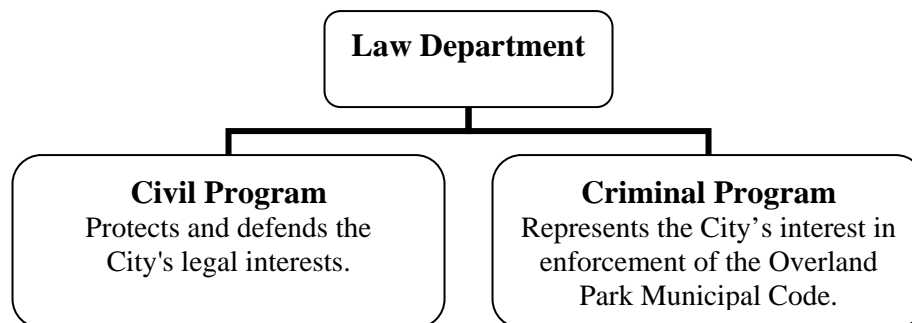 Law Department
Civil Program
Protects and defends the
City's legal interests.
Criminal Program
Represents the City’s interest in
enforcement of the Overland
Park Municipal Code.